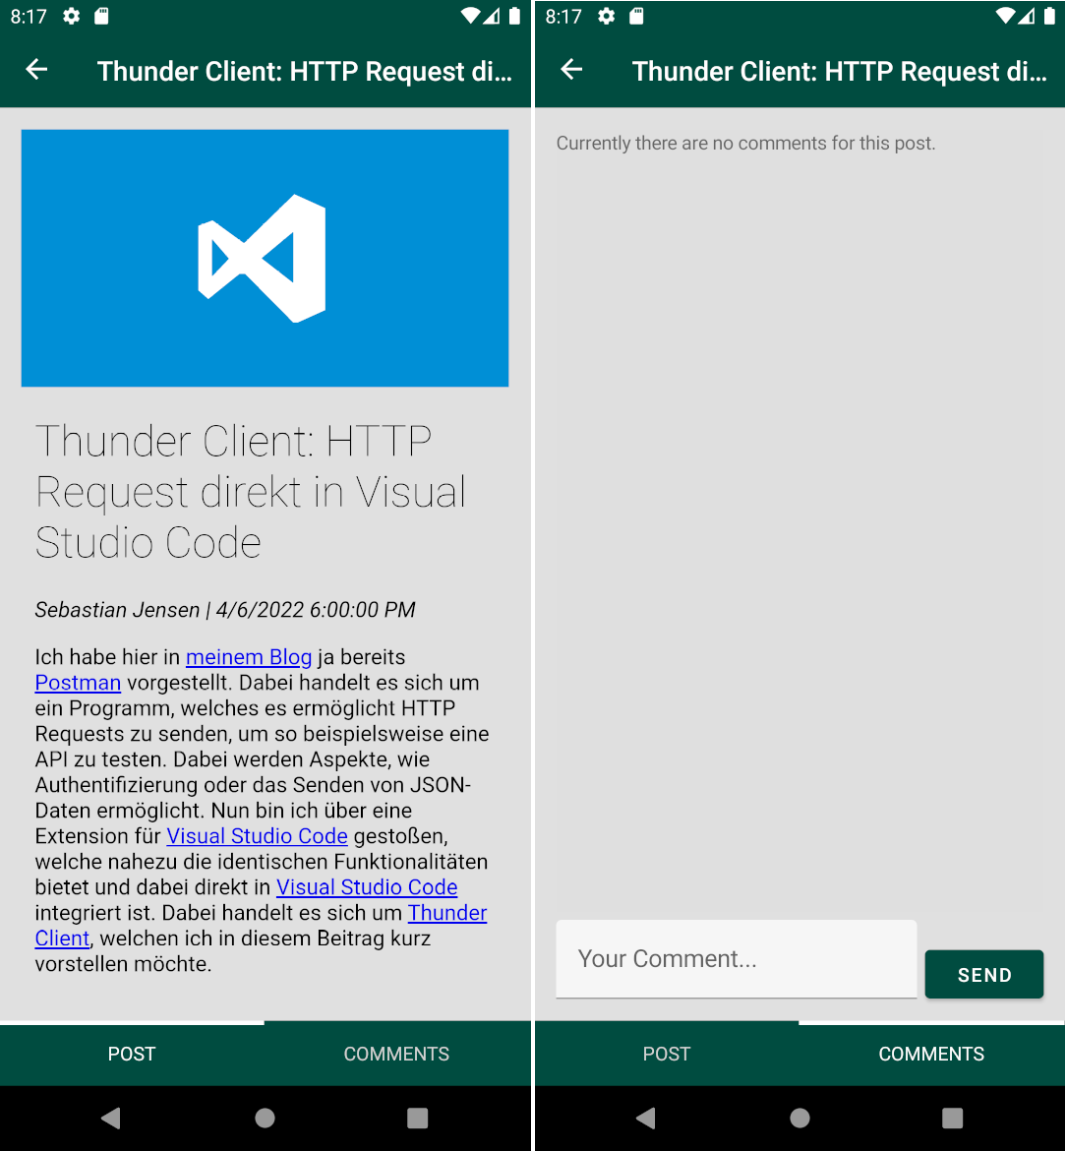 8:17
Thunder Client: HTTP Request di...
Thunder Client: HTTP
Request direkt in Visual
Studio Code
Sebastian Jensen | 4/6/2022 6:00:00 PM
Ich habe hier in meinem Blog ja bereits
Postman vorgestellt. Dabei handelt es sich um
ein Programm, welches es ermöglicht HTTP
Requests zu senden, um so beispielsweise eine
API zu testen. Dabei werden Aspekte, wie
Authentifizierung oder das Senden von JSON-
Daten ermöglicht. Nun bin ich über eine
Extension für Visual Studio Code gestoßen,
welche nahezu die identischen Funktionalitäten
bietet und dabei direkt in Visual Studio Code
integriert ist. Dabei handelt es sich um Thunder
Client, welchen ich in diesem Beitrag kurz
vorstellen möchte.
POST
COMMENTS
8:17
Thunder Client: HTTP Request di...
Currently there are no comments for this post.
Your Comment...
SEND
POST
COMMENTS